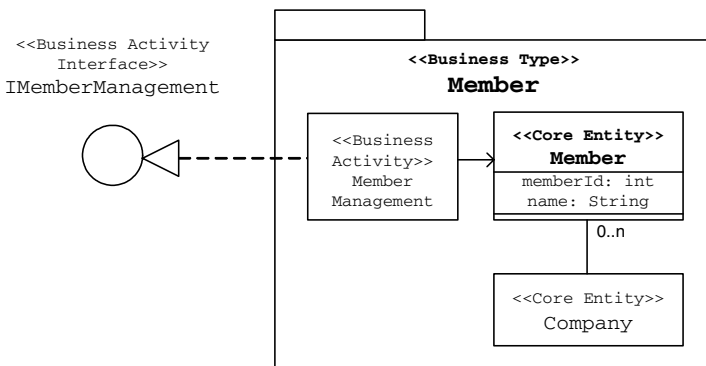 <<Business Activity
Interface>>
IMemberManagement
<<Business Type>>
Member
<<Business
Activity>>
Member
Management
<<Core Entity>>
Member
memberId: int
name: String
0..n
<<Core Entity>>
Company